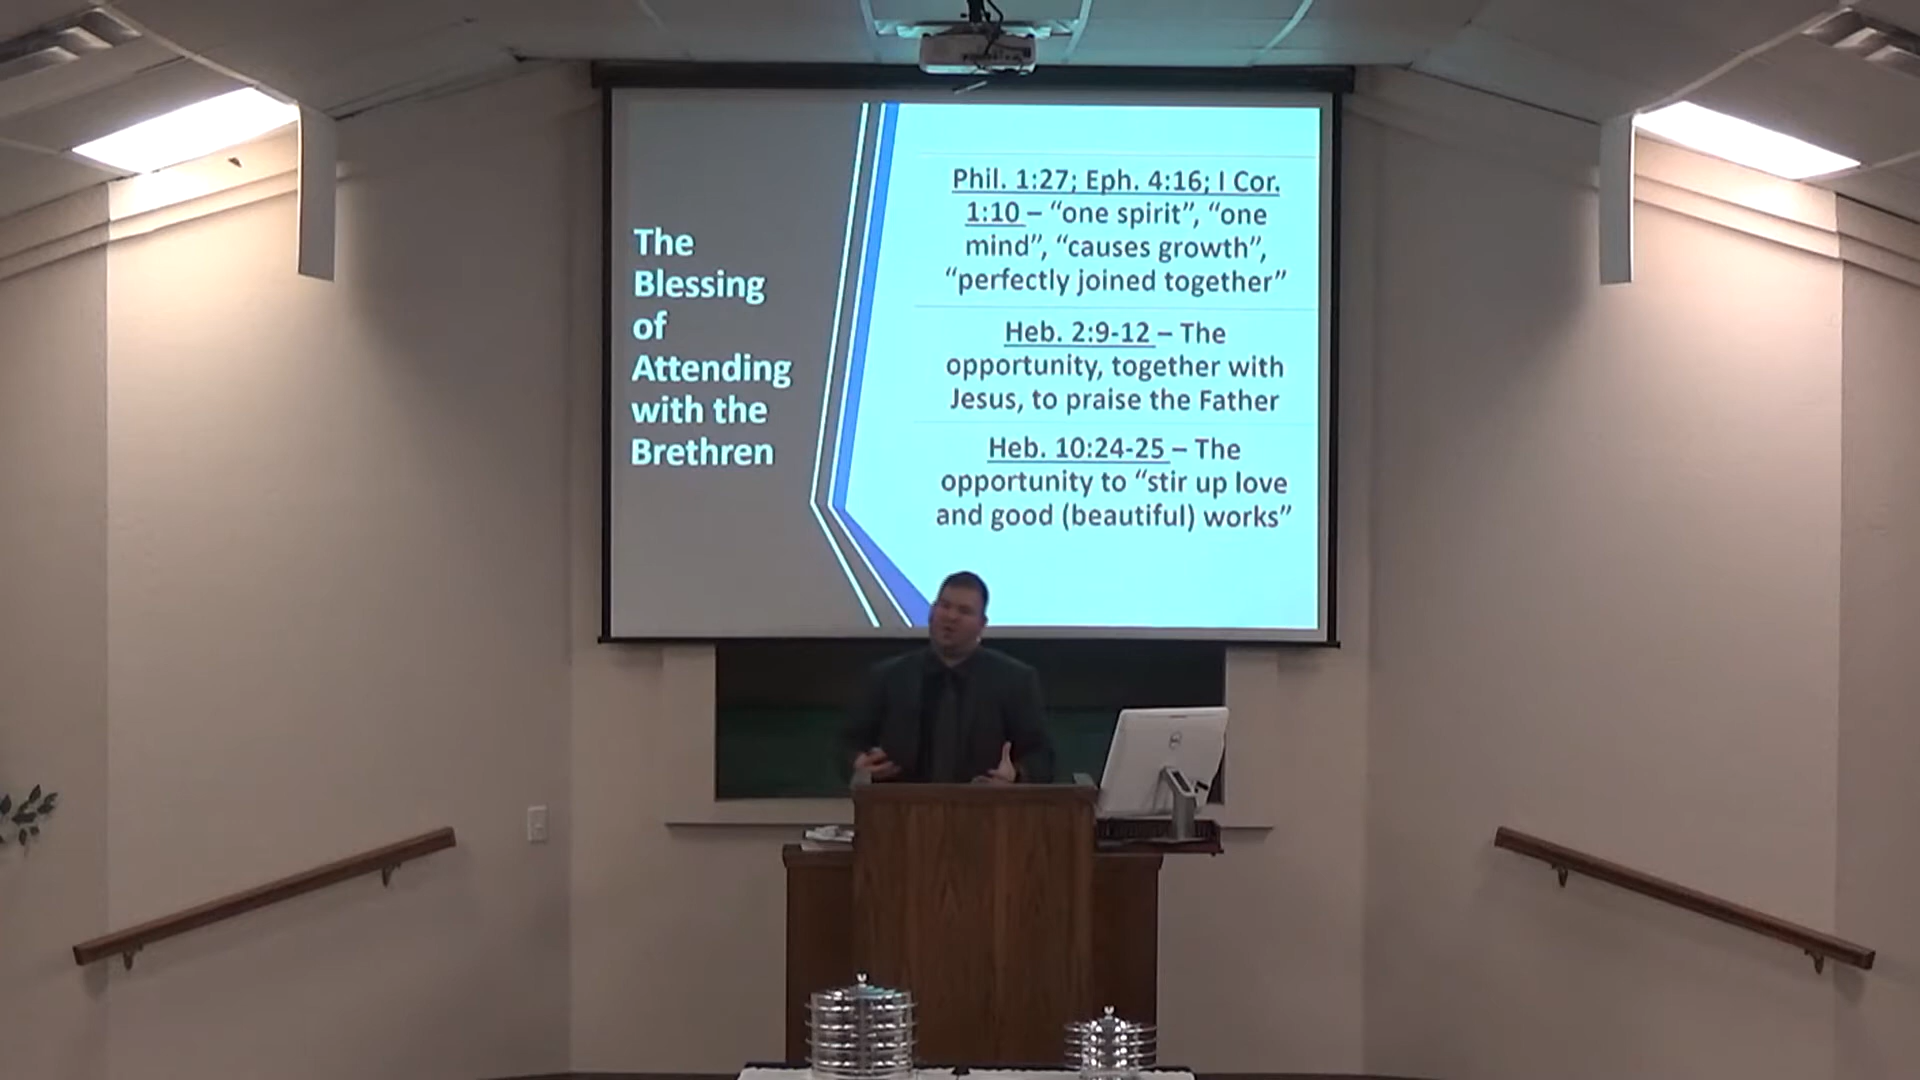 The
Blessing
of
Attending
with the
Brethren
Phil. 1:27; Eph. 4:16; I Cor.
1:10 – “one spirit”, “one
mind”, “causes growth”,
“perfectly joined together”
Heb. 2:9-12 – The
opportunity, together with
Jesus, to praise the Father
Heb. 10:24-25 – The
opportunity to “stir up love
and good (beautiful) works”